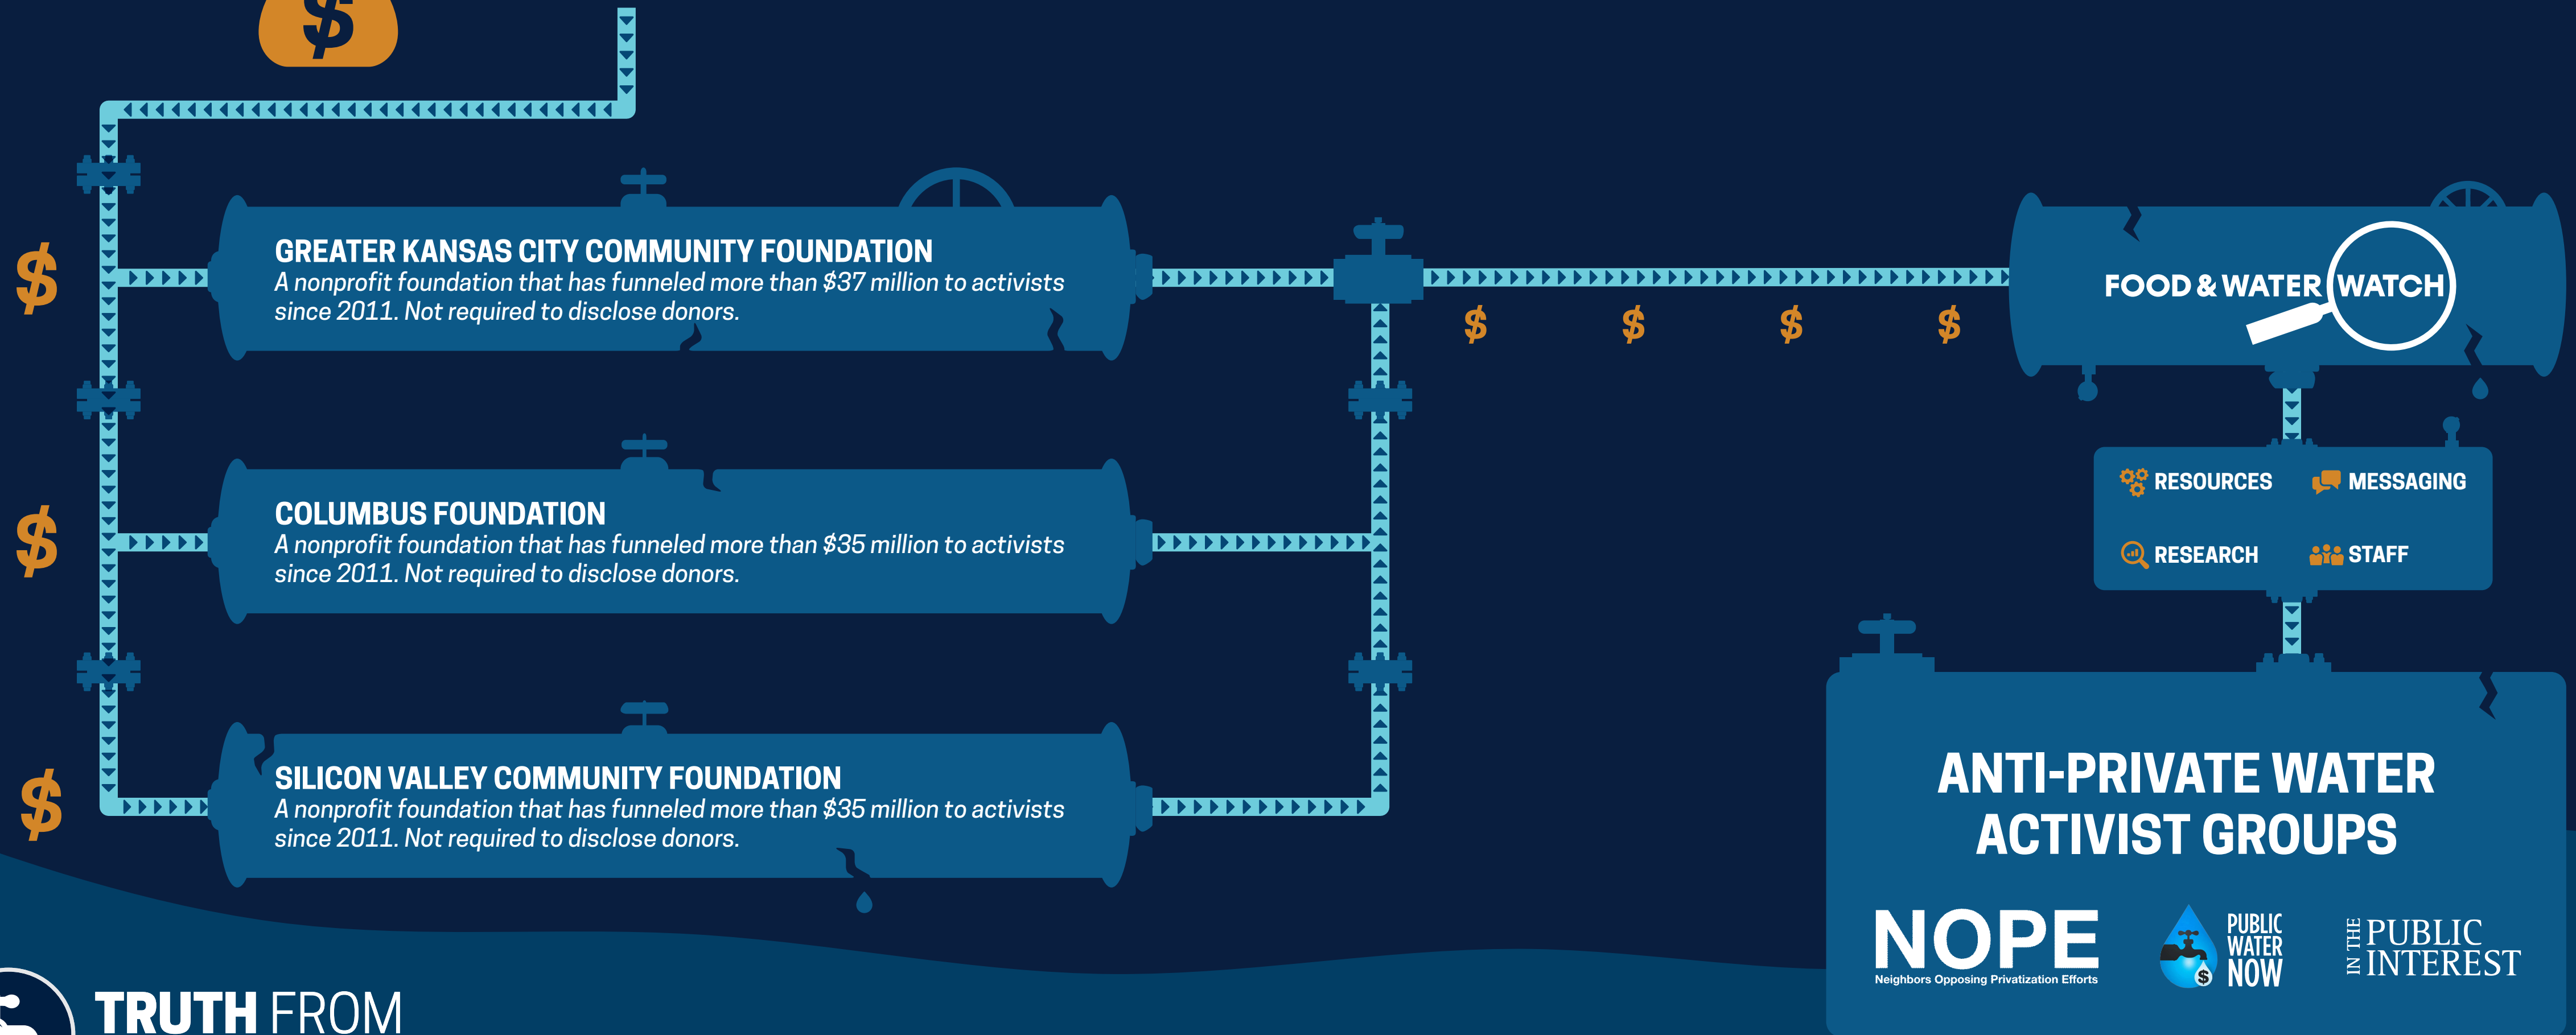 $
$
GREATER KANSAS CITY COMMUNITY FOUNDATION
A nonprofit foundation that has funneled more than $37 million to activists
since 2011. Not required to disclose donors.
$ $ $ $
FOOD & WATER WATCH
RESOURCES
MESSAGING
RESEARCH
STAFF
$
COLUMBUS FOUNDATION
A nonprofit foundation that has funneled more than $35 million to activists
since 2011. Not required to disclose donors.
$
SILICON VALLEY COMMUNITY FOUNDATION
A nonprofit foundation that has funneled more than $35 million to activists
since 2011. Not required to disclose donors.
ANTI-PRIVATE WATER
ACTIVIST GROUPS
NOPE
Neighbors Opposing Privatization Efforts
PUBLIC
WATER
NOW
$
IN THE
PUBLIC
INTEREST
TRUTH FROM